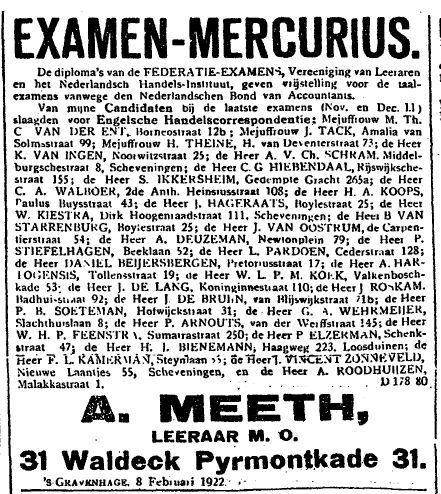 EXAMEN-MERCURIUS.
De diploma's van de FEDERATIE-EXAMENS, Vereeniging van Leeraren
en het Nederlandsch Handels-Instituut, geven vrijstelling voor de taal-
examens vanwege den Nederlandschen Bond van Accountants.
Van mijne Candidaten bij de laatste examens (Nov. en Dec. l.l)
slaagden voor Engelsche Handelscorrespondentie; Mejuffrouw M. Th.
C VAN DER ENT, Borneostraat 12b; Mejuffrouw J. TACK, Amalia van
Solmsstraat 99; Mejuffrouw H. THEINE, H. van Deventerstraat 73; de Heer
K. VAN INGEN, Noorwitzstraat 25; de Heer A. V. Ch. SCHRAM. Middel-
burgschestraat 8, Scheveningen; de Heer C G HIEBENDAAL, Rijswijksche-
straat 155; de Heer S. IKKERSHEIM, Gedempte Gracht 265a; de Heer
C. A. WALBOER, 2de Anth. Heinsiusstraat 108; de Heer H. A. KOOPS,
Paulus Buysstraat 43; de Heer J. HAGERAATS, Boylestraat 25; de Heer
W. KIESTRA, Dirk Hoogenraadstraat 111, Scheveningen; de Heer B VAN
STARRENBURG, Boylestraat 25; de Heer J. VAN OOSTRUM, de Carpen-
tierstraat 54; de Heer A. DEUZEMAN, Newtonplein 79; de Heer P.
STIEFELHAGEN, Beeklaan 52; de Heer L. PARDOEN, Cederstraat 128;
de Heer DANIEL BEIJERSBERGEN, Pretoriusstraat 17; de Heer A. HAR-
TOGENSIS, Tollensstraat 19; de Heer W. L. P. M. KOLK, Valkenbosch-
kade 53; de Heer J. DE LANG, Koninginnestraat 110; de Heer J RONKAM.
Badhuisstraat 92; de Heer J. DE BRUIN, van Blijswijkstraat 71b; de Heer
P. B. SOETEMAN, Hofwijckstraat 31; de Heer G. A. WEHRMEIJER,
Slachthuislaan 8; de Heer P. ARNOUTS, van der Werffstraat 145; de Heer
W. H. P. FEENSTRA, Sumatrastraat 250; de Heer P ELZERMAN, Schenk-
straat 47; de Heer H. J. BIENEMANN, Haagweg 223, Loosduinen; de
Heer F. L. KAMERMAN, Steynlaan; de Heer J. VINCENT ZONNEVELD,
Nieuwe Laantjes 55, Scheveningen, en de Heer A. ROODHUIJZEN,
Malakkastraat 1. D 178 80
A. MEETH,
LEERAAR M. O.
31 Waldeck Pyrmontkade 31.
'S GRAVENHAGE, 8 Februari 1922.